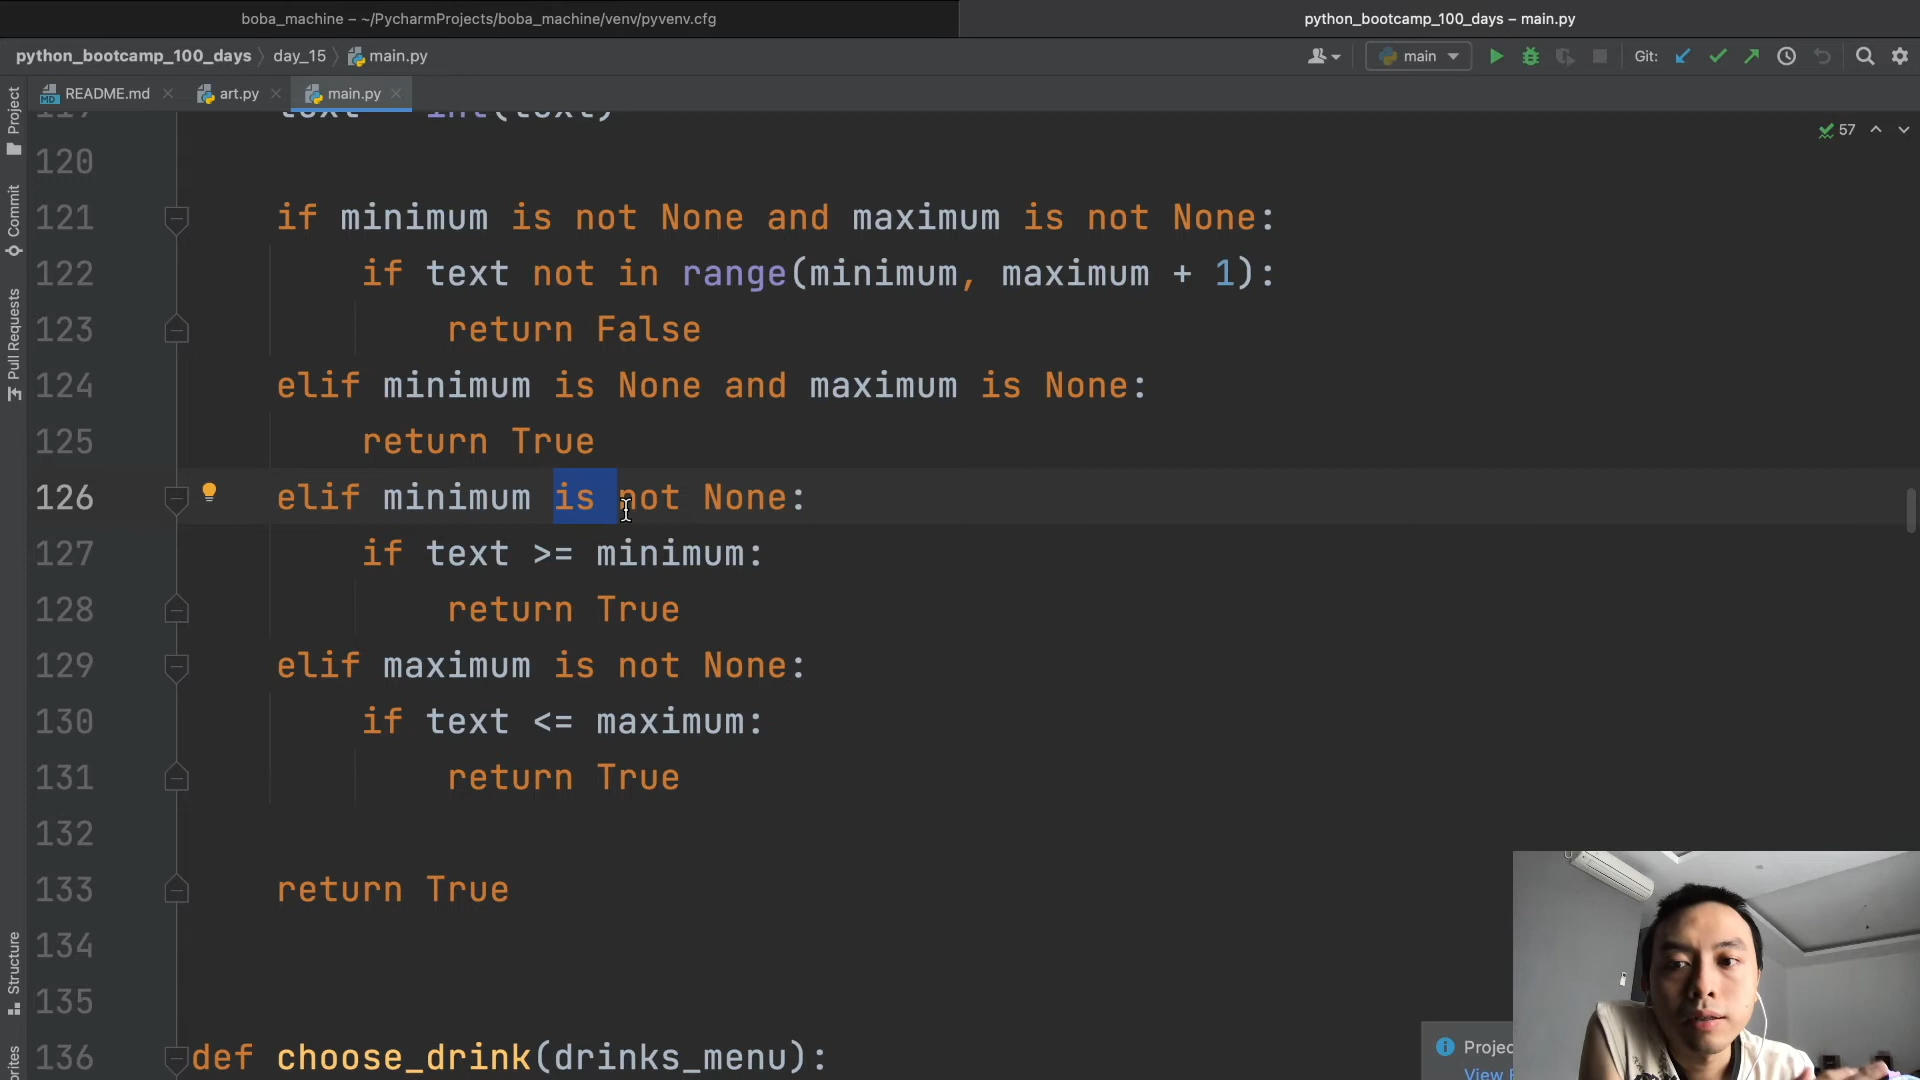 boba_machine – ~/PycharmProjects/boba_machine/venv/pyvenv.cfg
python_bootcamp_100_days – main.py
python_bootcamp_100_days
day_15
main.py
main
Git:
README.md
art.py
main.py
Project
Commit
Pull Requests
Structure
57
120
121 if minimum is not None and maximum is not None:
122 if text not in range(minimum, maximum + 1):
123 return False
124 elif minimum is None and maximum is None:
125 return True
126 elif minimum is not None:
127 if text >= minimum:
128 return True
129 elif maximum is not None:
130 if text <= maximum:
131 return True
132
133 return True
134
135
136 def choose_drink(drinks_menu):